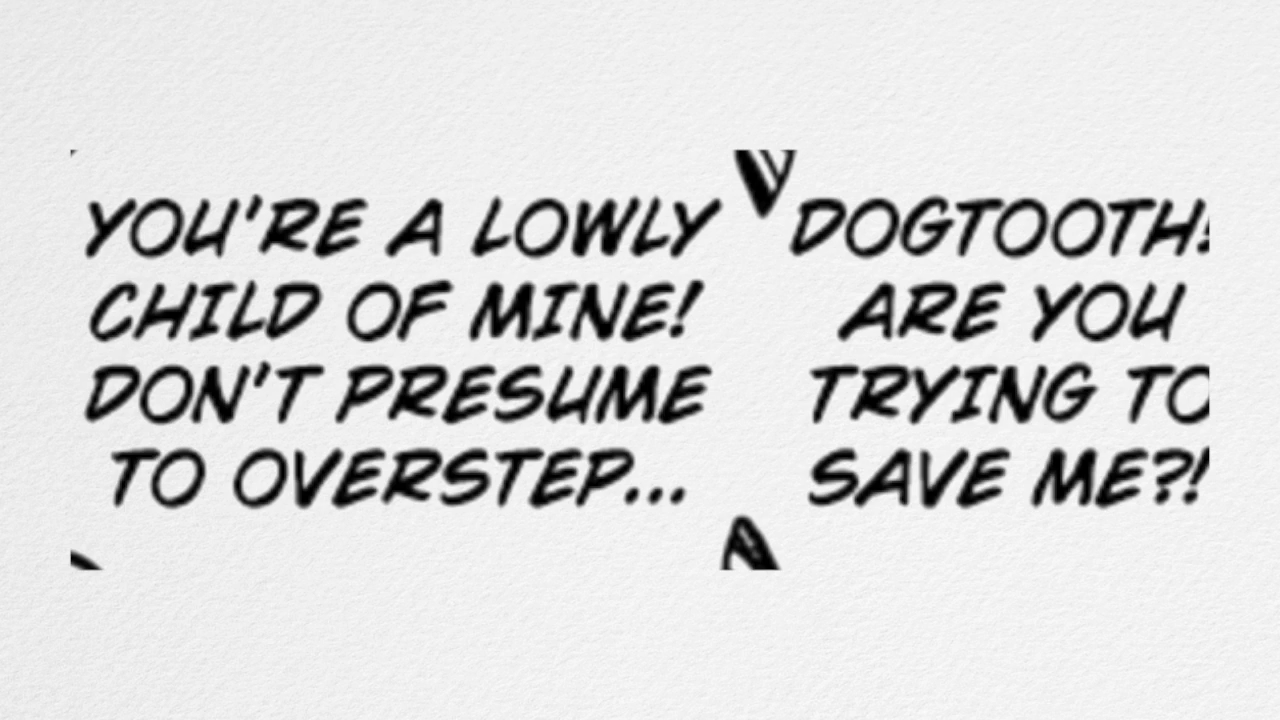 YOU'RE A LOWLY
CHILD OF MINE!
DON'T PRESUME
TO OVERSTEP...
DOGTOOTH!
ARE YOU
TRYING TO
SAVE ME?!